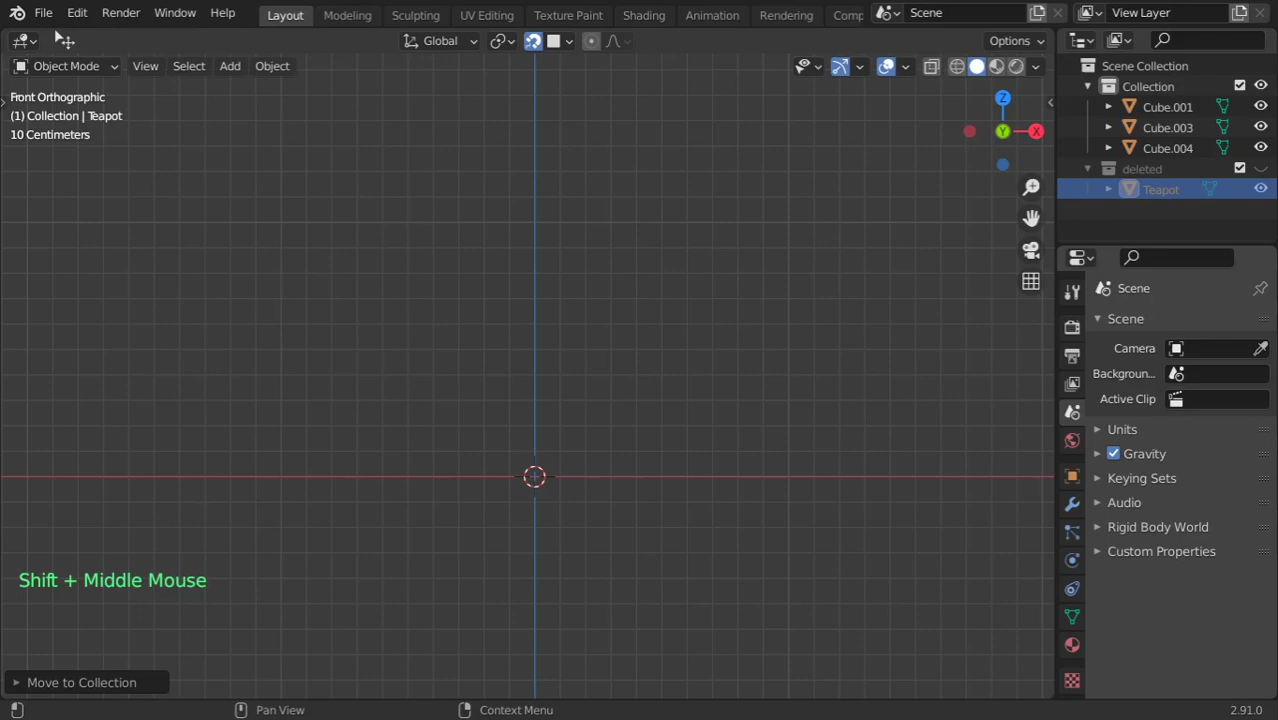 File Edit Render Window Help Layout Modeling Sculpting UV Editing Texture Paint Shading Animation Rendering Comp Scene View Layer
Global Options
Object Mode View Select Add Object
Front Orthographic
(1) Collection | Teapot
10 Centimeters
Z
Y
X
Shift + Middle Mouse
Move to Collection
Scene Collection
Collection
Cube.001
Cube.003
Cube.004
deleted
Teapot
Scene
Scene
Camera
Backgroun...
Active Clip
Units
Gravity
Keying Sets
Audio
Rigid Body World
Custom Properties
Pan View Context Menu 2.91.0